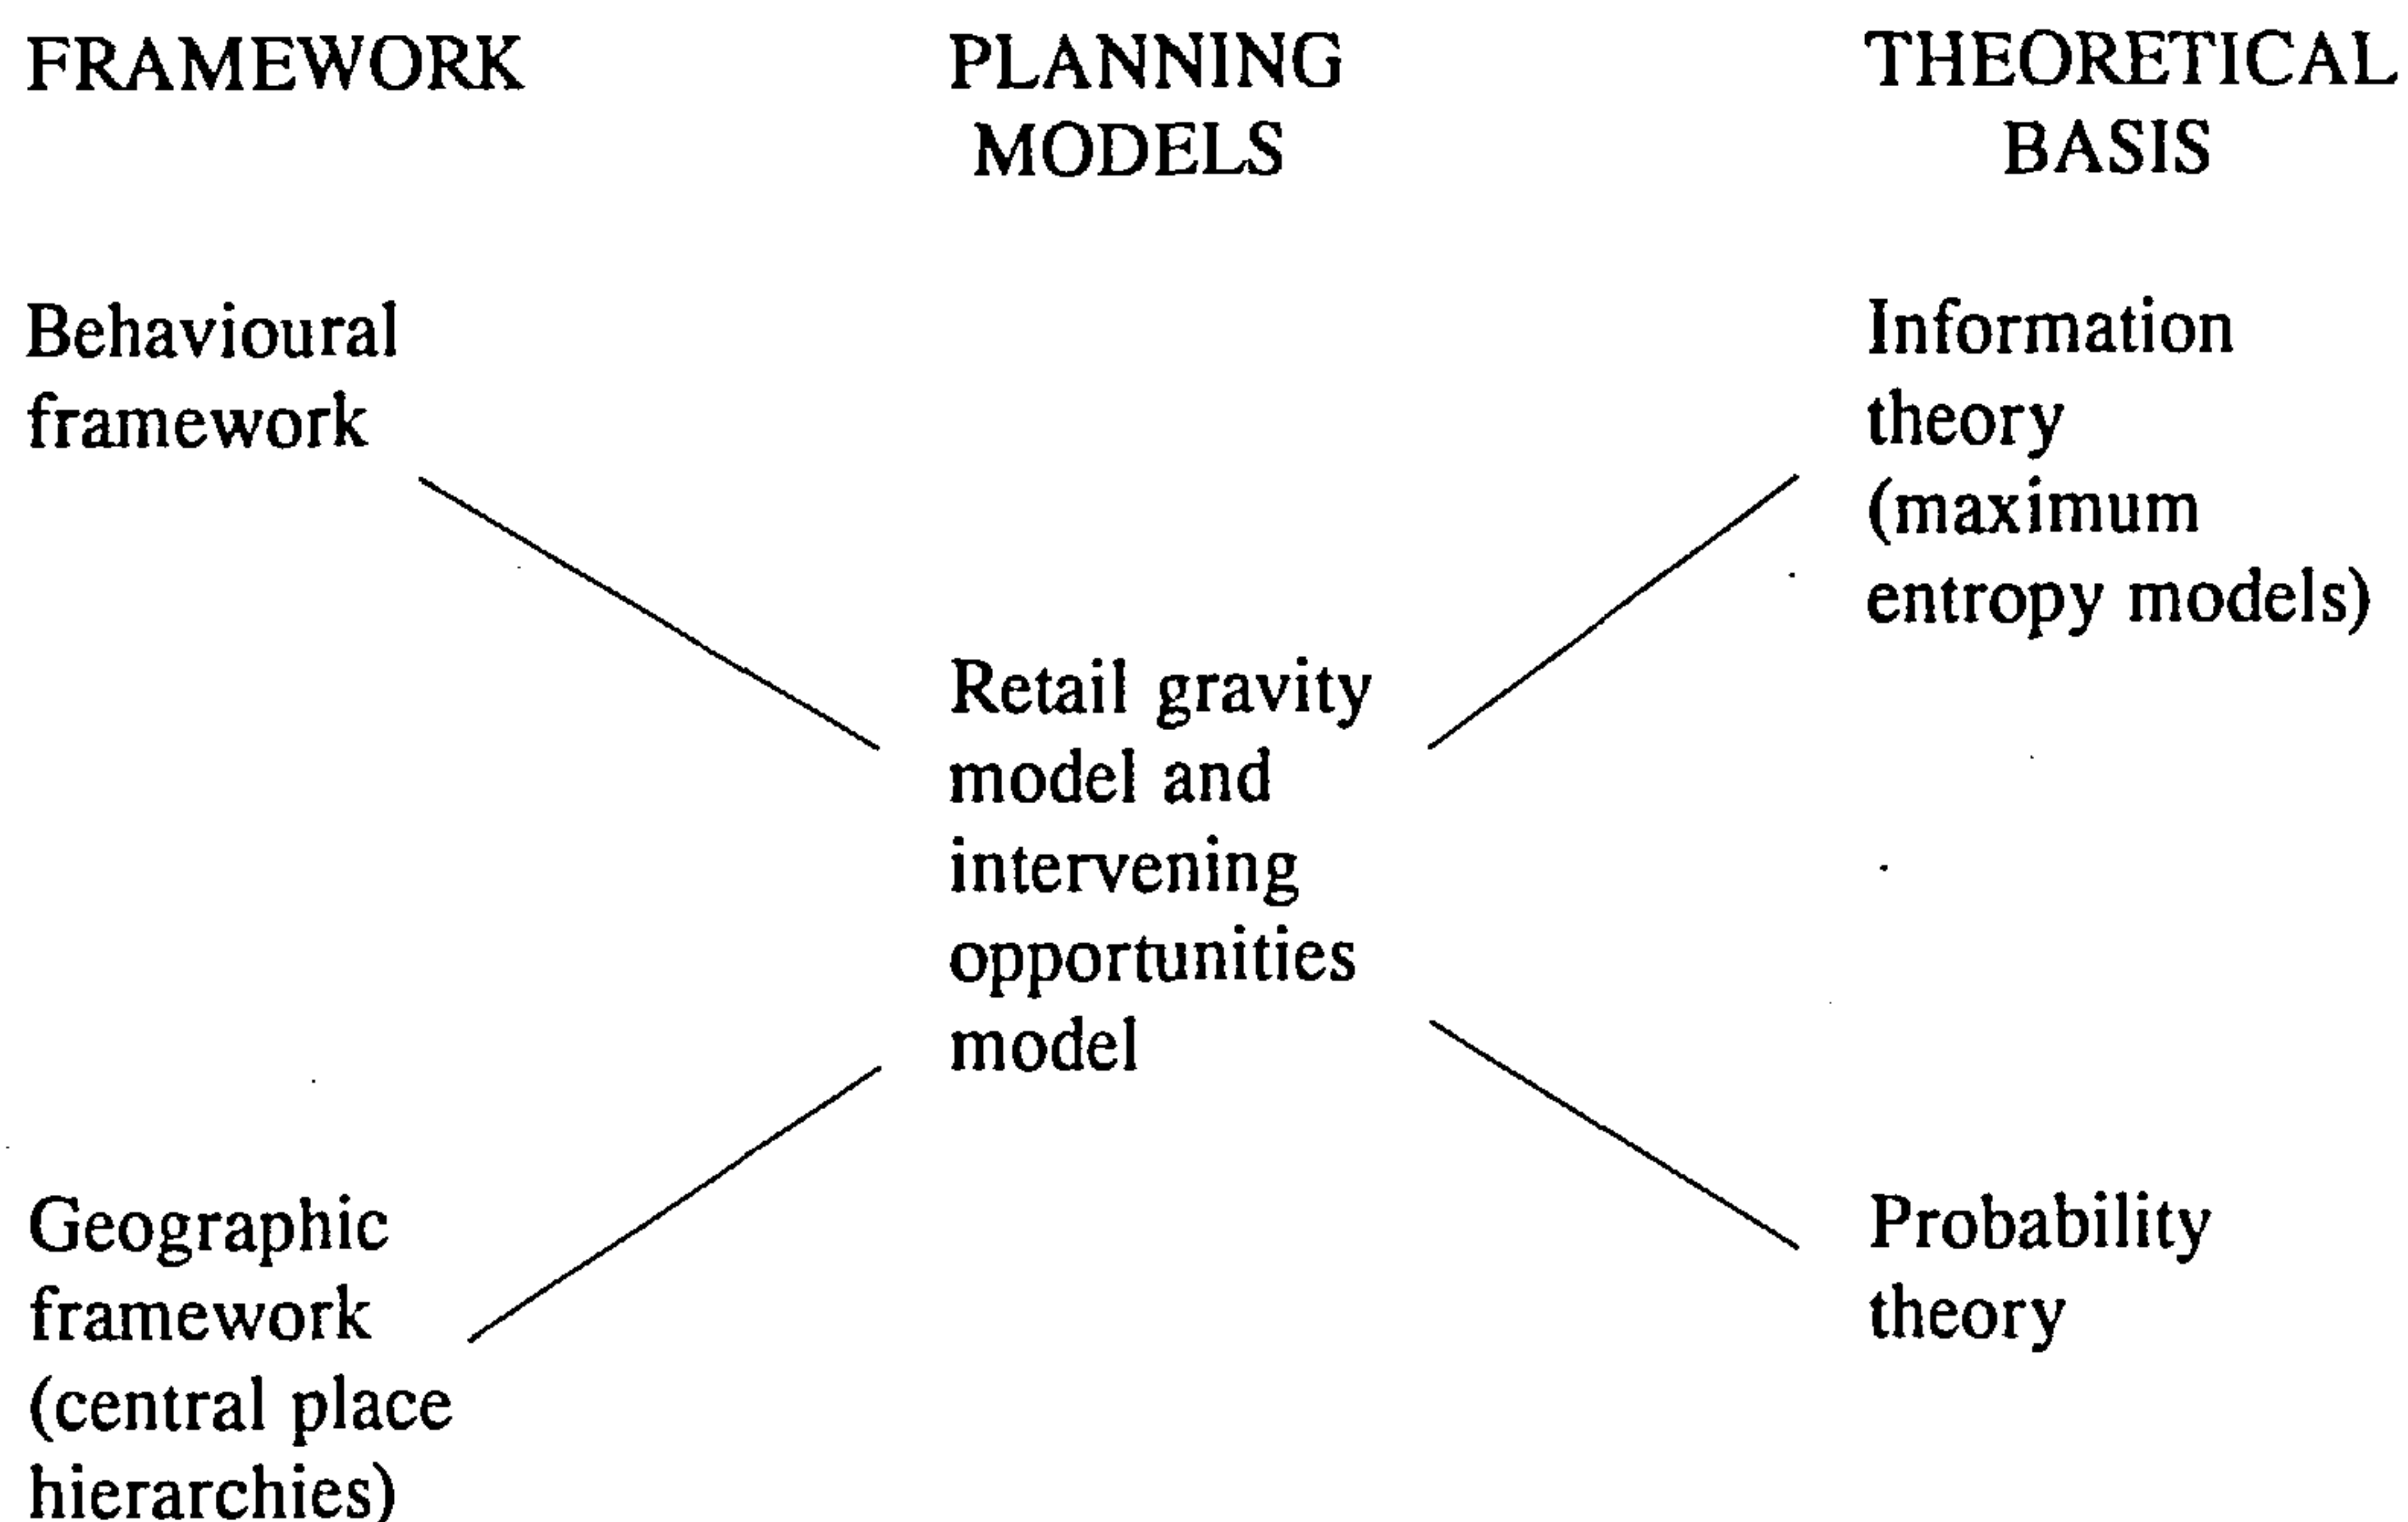 FRAMEWORK
PLANNING
MODELS
THEORETICAL
BASIS
Behavioural
framework
Information
theory
(maximum
entropy models)
Retail gravity
model and
intervening
opportunities
model
Geographic
framework
(central place
hierarchies)
Probability
theory